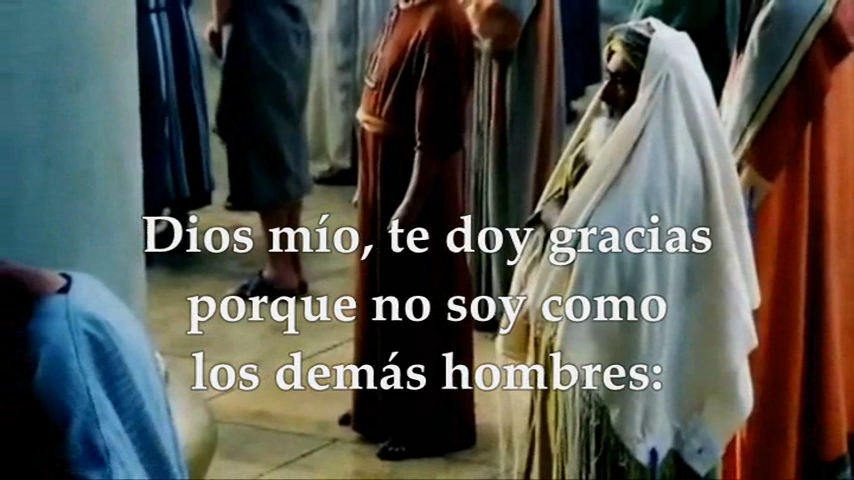 Dios mío, te doy gracias
porque no soy como
los demás hombres: